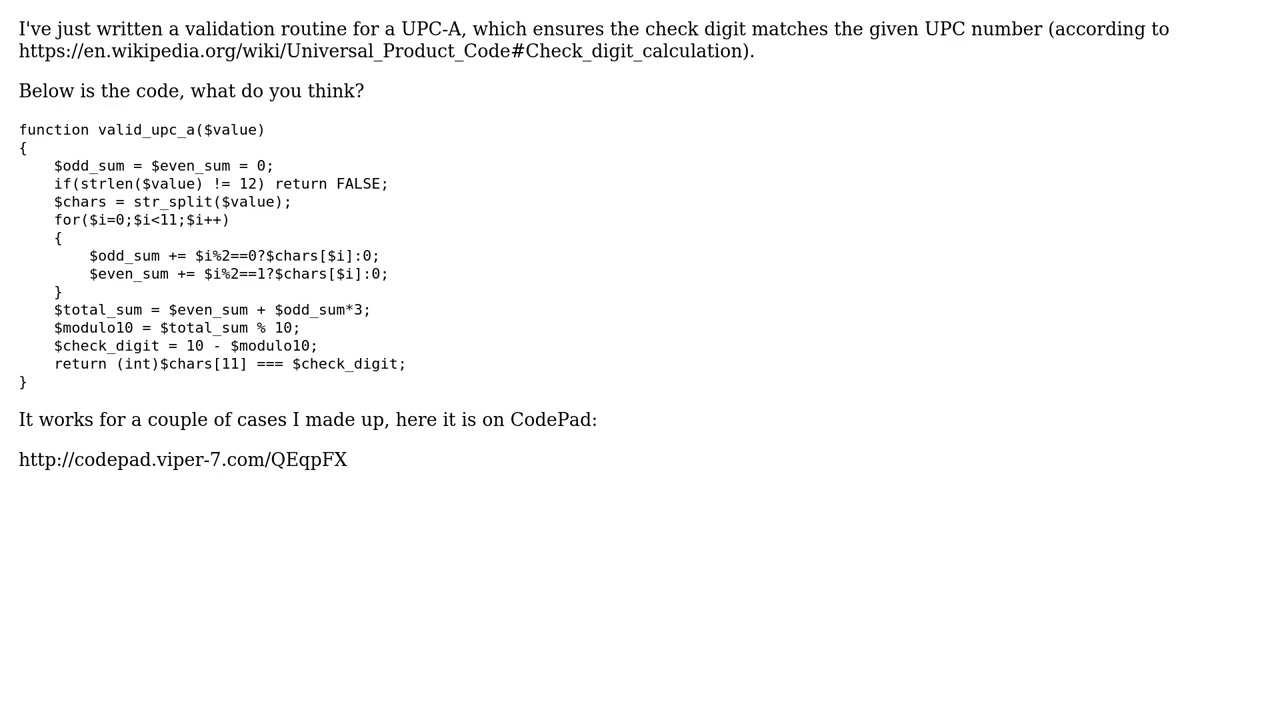 I've just written a validation routine for a UPC-A, which ensures the check digit matches the given UPC number (according to
https://en.wikipedia.org/wiki/Universal_Product_Code#Check_digit_calculation).
Below is the code, what do you think?
function valid_upc_a($value)
{
    $odd_sum = $even_sum = 0;
    if(strlen($value) != 12) return FALSE;
    $chars = str_split($value);
    for($i=0;$i<11;$i++)
    {
        $odd_sum += $i%2==0?$chars[$i]:0;
        $even_sum += $i%2==1?$chars[$i]:0;
    }
    $total_sum = $even_sum + $odd_sum*3;
    $modulo10 = $total_sum % 10;
    $check_digit = 10 - $modulo10;
    return (int)$chars[11] === $check_digit;
}
It works for a couple of cases I made up, here it is on CodePad:
http://codepad.viper-7.com/QEqpFX